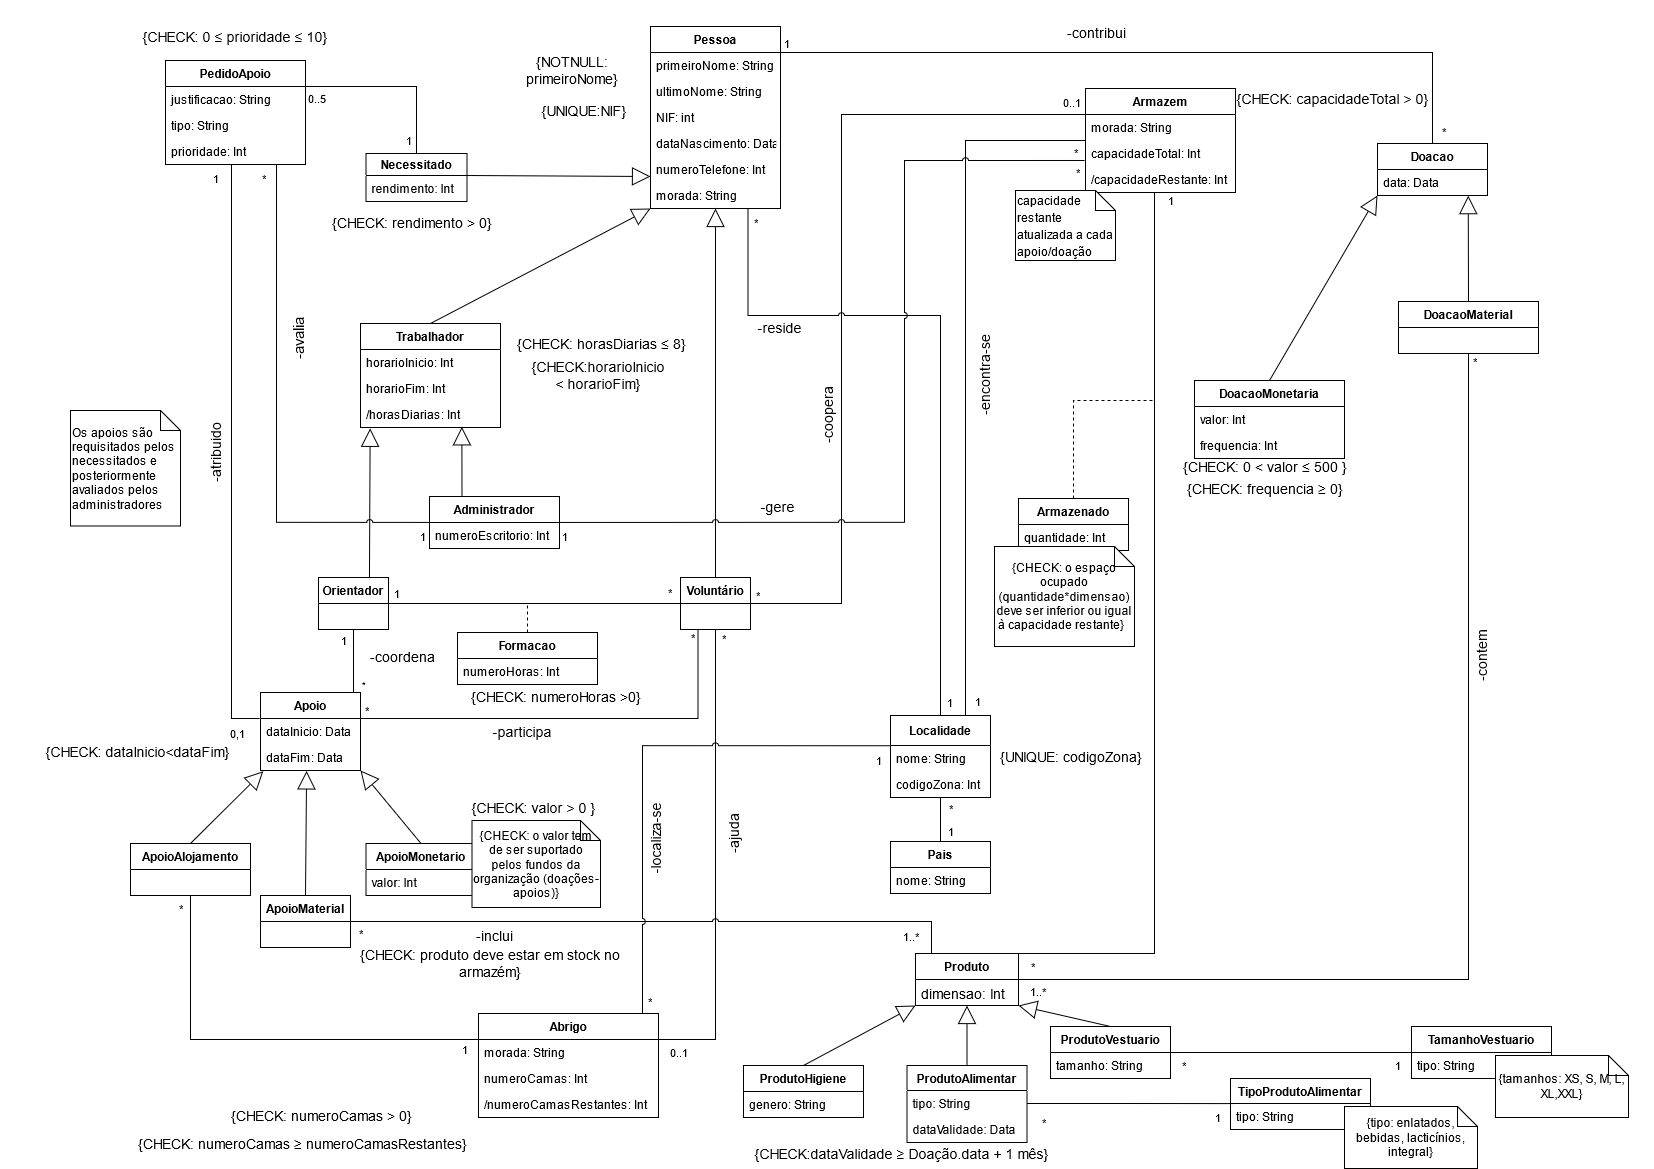 {CHECK: 0 ≤ prioridade ≤ 10}
PedidoApoio
justificacao: String
tipo: String
prioridade: Int
0..5
1
1
*
Necessitado
rendimento: Int
{CHECK: rendimento > 0}
{NOTNULL:
primeiroNome}
{UNIQUE:NIF}
Pessoa
primeiroNome: String
ultimoNome: String
NIF: int
dataNascimento: Data
numeroTelefone: Int
morada: String
1
*
-contribui
0..1
Armazem
morada: String
capacidadeTotal: Int
/capacidadeRestante: Int
{CHECK: capacidadeTotal > 0}
*
*
1
capacidade
restante
atualizada a cada
apoio/doação
*
Doacao
data: Data
DoacaoMaterial
*
DoacaoMonetaria
valor: Int
frequencia: Int
{CHECK: 0 < valor ≤ 500 }
{CHECK: frequencia ≥ 0}
-avalia
-atribuido
Trabalhador
horarioInicio: Int
horarioFim: Int
/horasDiarias: Int
{CHECK: horasDiarias ≤ 8}
{CHECK:horarioInicio
< horarioFim}
-reside
-coopera
-encontra-se
Os apoios são
requisitados pelos
necessitados e
posteriormente
avaliados pelos
administradores
Administrador
numeroEscritorio: Int
1
1
-gere
Armazenado
quantidade: Int
{CHECK: o espaço
ocupado
(quantidade*dimensao)
deve ser inferior ou igual
à capacidade restante}
Orientador
1
1
*
Voluntário
*
*
*
Formacao
numeroHoras: Int
{CHECK: numeroHoras >0}
-coordena
-contem
*
Apoio
dataInicio: Data
dataFim: Data
*
0,1
{CHECK: dataInicio<dataFim}
-participa
1
1
Localidade
nome: String
codigoZona: Int
1
{UNIQUE: codigoZona}
*
1
Pais
nome: String
-localiza-se
-ajuda
ApoioAlojamento
*
ApoioMaterial
*
ApoioMonetario
valor: Int
{CHECK: valor > 0 }
{CHECK: o valor tem
de ser suportado
pelos fundos da
organização (doações-
apoios)}
-inclui
{CHECK: produto deve estar em stock no
armazém}
1..*
Produto
dimensao: Int
*
1..*
*
Abrigo
morada: String
numeroCamas: Int
/numeroCamasRestantes: Int
1
0..1
{CHECK: numeroCamas > 0}
{CHECK: numeroCamas ≥ numeroCamasRestantes}
ProdutoHigiene
genero: String
ProdutoAlimentar
tipo: String
dataValidade: Data
*
{CHECK:dataValidade ≥ Doação.data + 1 mês}
ProdutoVestuario
tamanho: String
*
1
TamanhoVestuario
tipo: String
{tamanhos: XS, S, M, L,
XL,XXL}
1
TipoProdutoAlimentar
tipo: String
{tipo: enlatados,
bebidas, lacticínios,
integral}